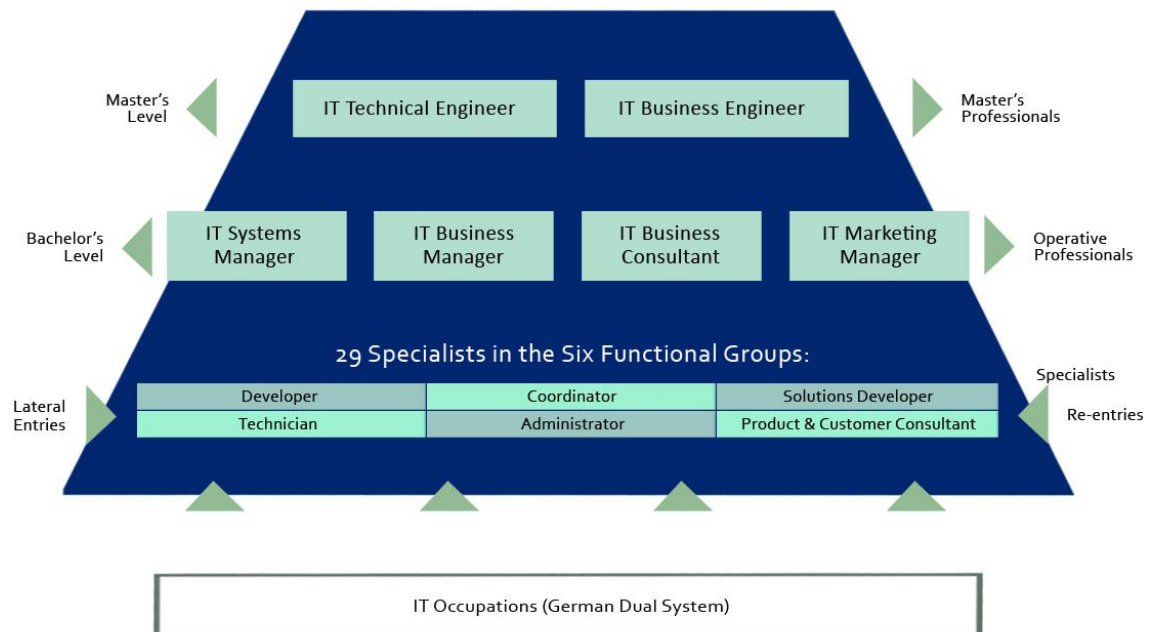 Master's
Level
IT Technical Engineer
IT Business Engineer
Master's
Professionals
Bachelor's
Level
IT Systems
Manager
IT Business
Manager
IT Business
Consultant
IT Marketing
Manager
Operative
Professionals
29 Specialists in the Six Functional Groups:
Lateral
Entries
Developer
Coordinator
Solutions Developer
Technician
Administrator
Product & Customer Consultant
Specialists
Re-entries
IT Occupations (German Dual System)